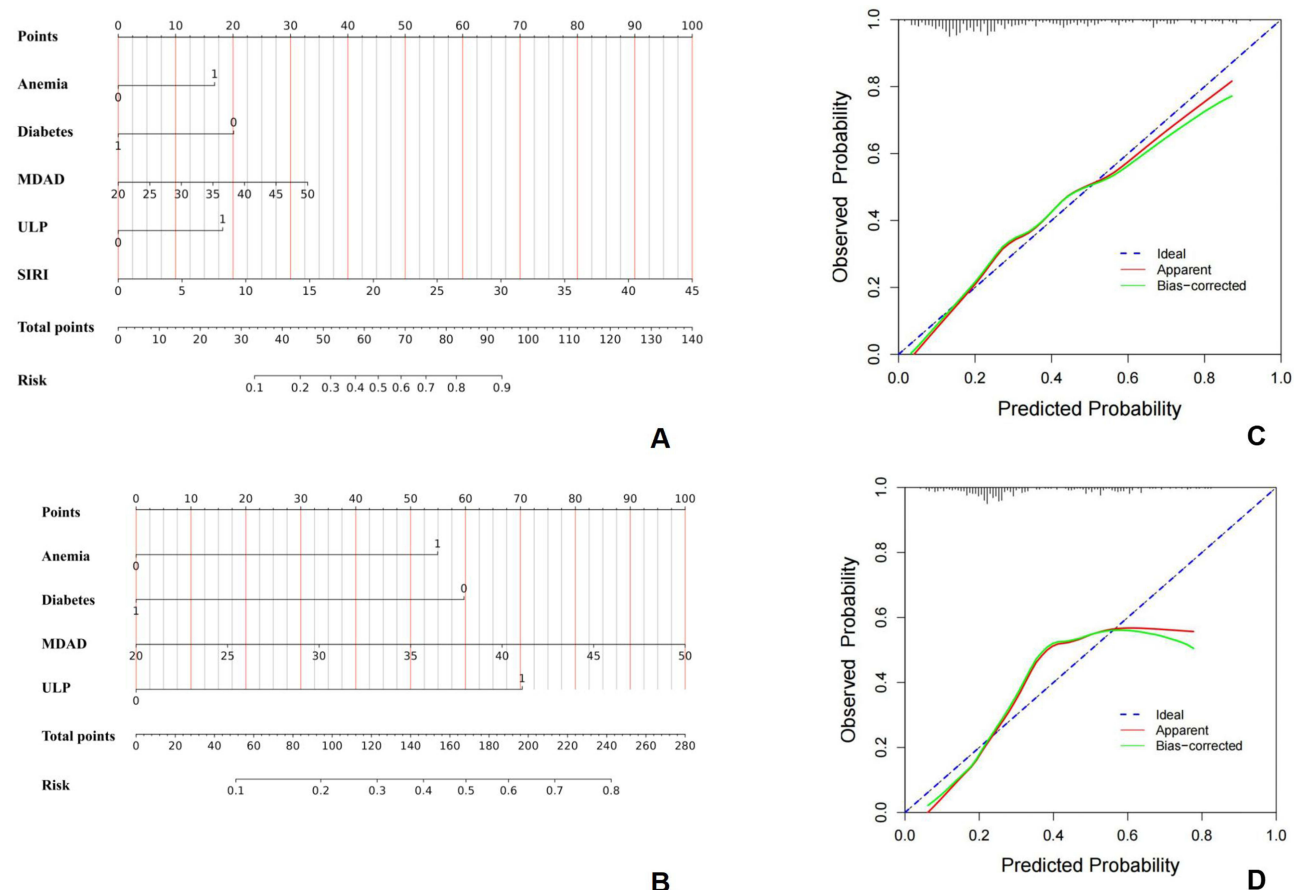 0 10 20 30 40 50 60 70 80 90 100
Points
1
Anemia
0
0
Diabetes
1
MDAD
20 25 30 35 40 45 50
1
ULP
0
SIRI
0 5 10 15 20 25 30 35 40 45
Total points
0 10 20 30 40 50 60 70 80 90 100 110 120 130 140
Risk
0.1 0.2 0.3 0.4 0.5 0.6 0.7 0.8 0.9
A
1.0
0.8
0.6
0.4
0.2
0.0
Observed Probability
Ideal
Apparent
Bias-corrected
0.0 0.2 0.4 0.6 0.8 1.0
Predicted Probability
C
0 10 20 30 40 50 60 70 80 90 100
Points
1
Anemia
0
0
Diabetes
1
MDAD
20 25 30 35 40 45 50
1
ULP
0
Total points
0 20 40 60 80 100 120 140 160 180 200 220 240 260 280
Risk
0.1 0.2 0.3 0.4 0.5 0.6 0.7 0.8
B
1.0
0.8
0.6
0.4
0.2
0.0
Observed Probability
Ideal
Apparent
Bias-corrected
0.0 0.2 0.4 0.6 0.8 1.0
Predicted Probability
D